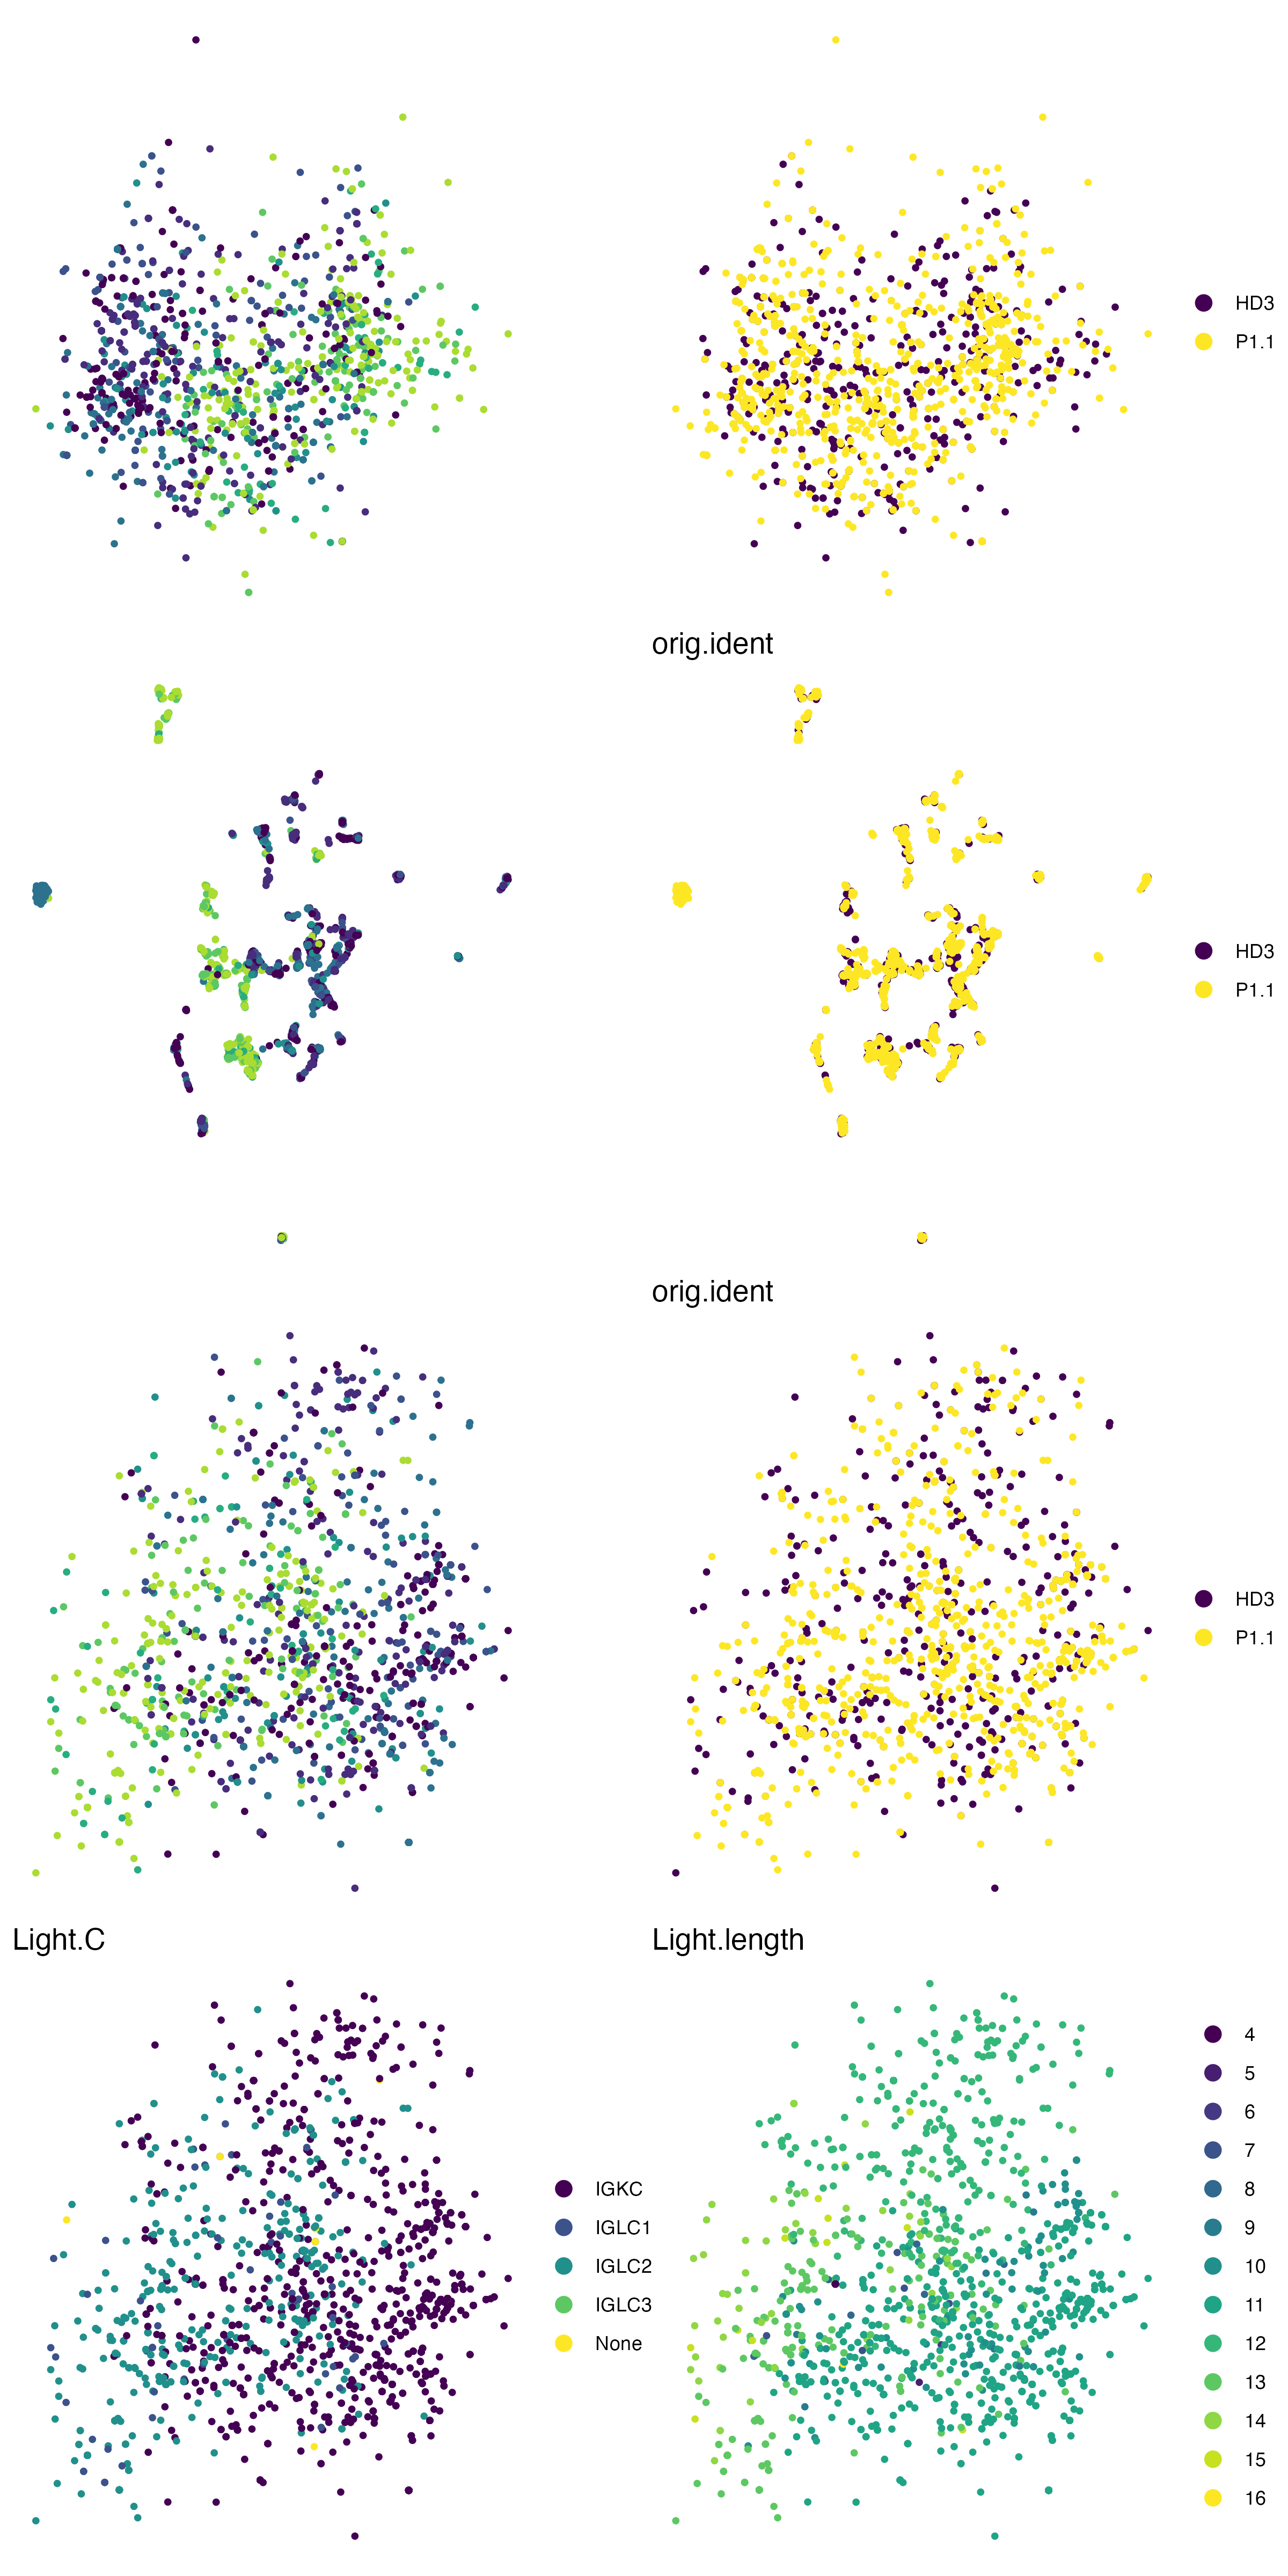 HD3
P1.1
orig.ident
HD3
P1.1
orig.ident
HD3
P1.1
Light.C
Light.length
IGKC
IGLC1
IGLC2
IGLC3
None
4
5
6
7
8
9
10
11
12
13
14
15
16